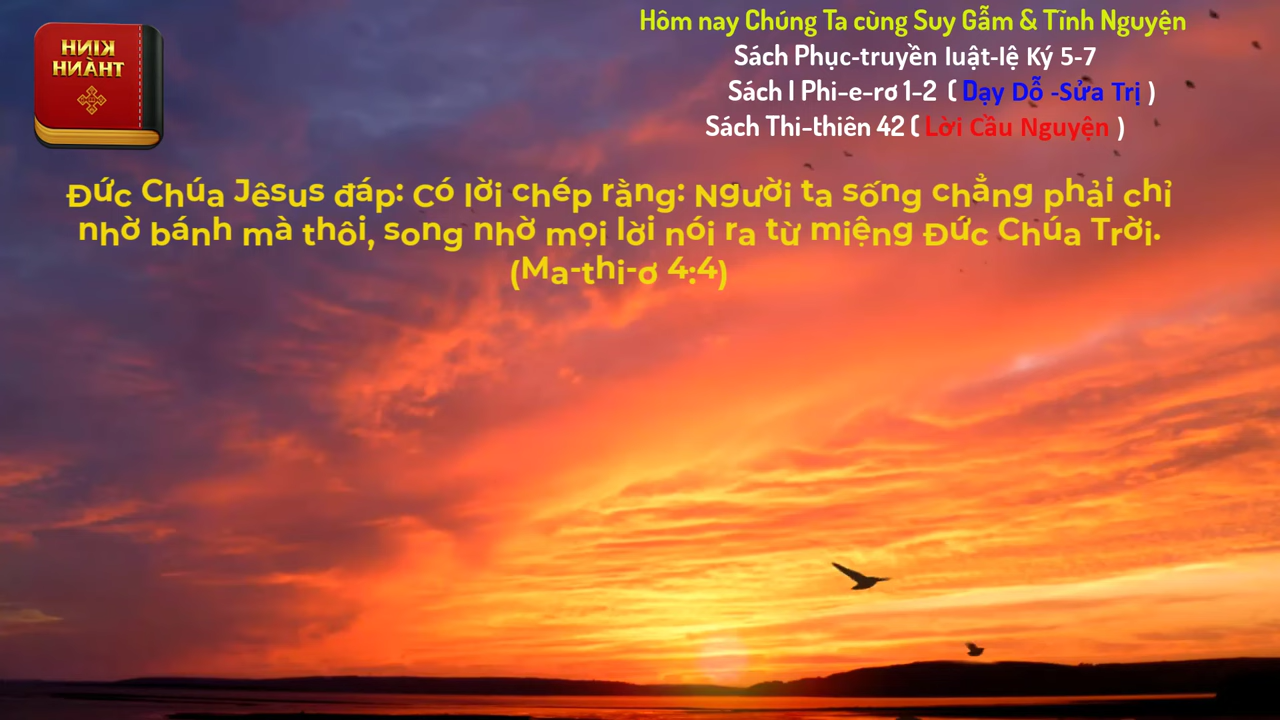 KINH
THÀNH
Hôm nay Chúng Ta cùng Suy Gẫm & Tĩnh Nguyện
Sách Phục-truyền luật-lệ Ký 5-7
Sách I Phi-e-rơ 1-2 ( Dạy Dỗ -Sửa Trị )
Sách Thi-thiên 42 ( Lời Cầu Nguyện )
Đức Chúa Jêsus đáp: Có lời chép rằng: Người ta sống chẳng phải chỉ
nhờ bánh mà thôi, song nhờ mọi lời nói ra từ miệng Đức Chúa Trời.
(Ma-thi-ơ 4:4)